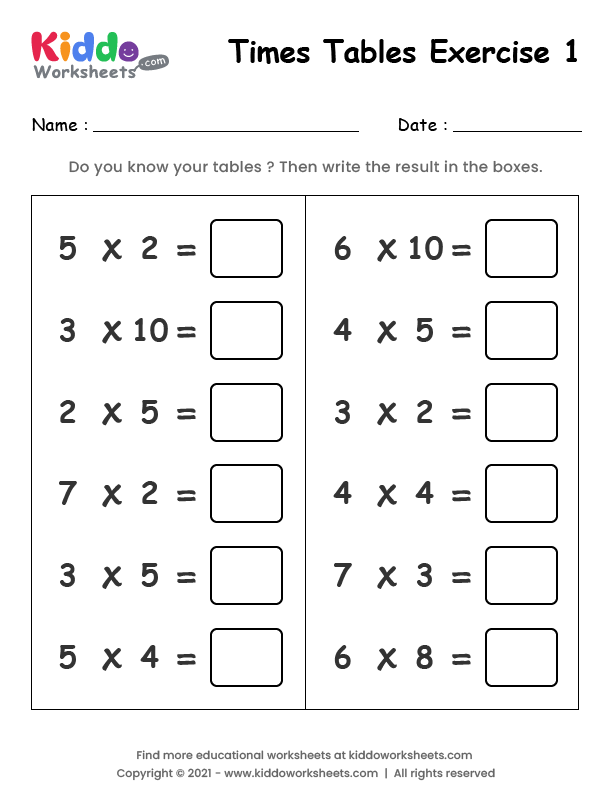 Kiddo
Worksheets .com
Times Tables Exercise 1
Name :
Date :
Do you know your tables ? Then write the result in the boxes.
5 x 2 =
3 x 10 =
2 x 5 =
7 x 2 =
3 x 5 =
5 x 4 =
6 x 10 =
4 x 5 =
3 x 2 =
4 x 4 =
7 x 3 =
6 x 8 =
Find more educational worksheets at kiddoworksheets.com
Copyright © 2021 - www.kiddoworksheets.com | All rights reserved